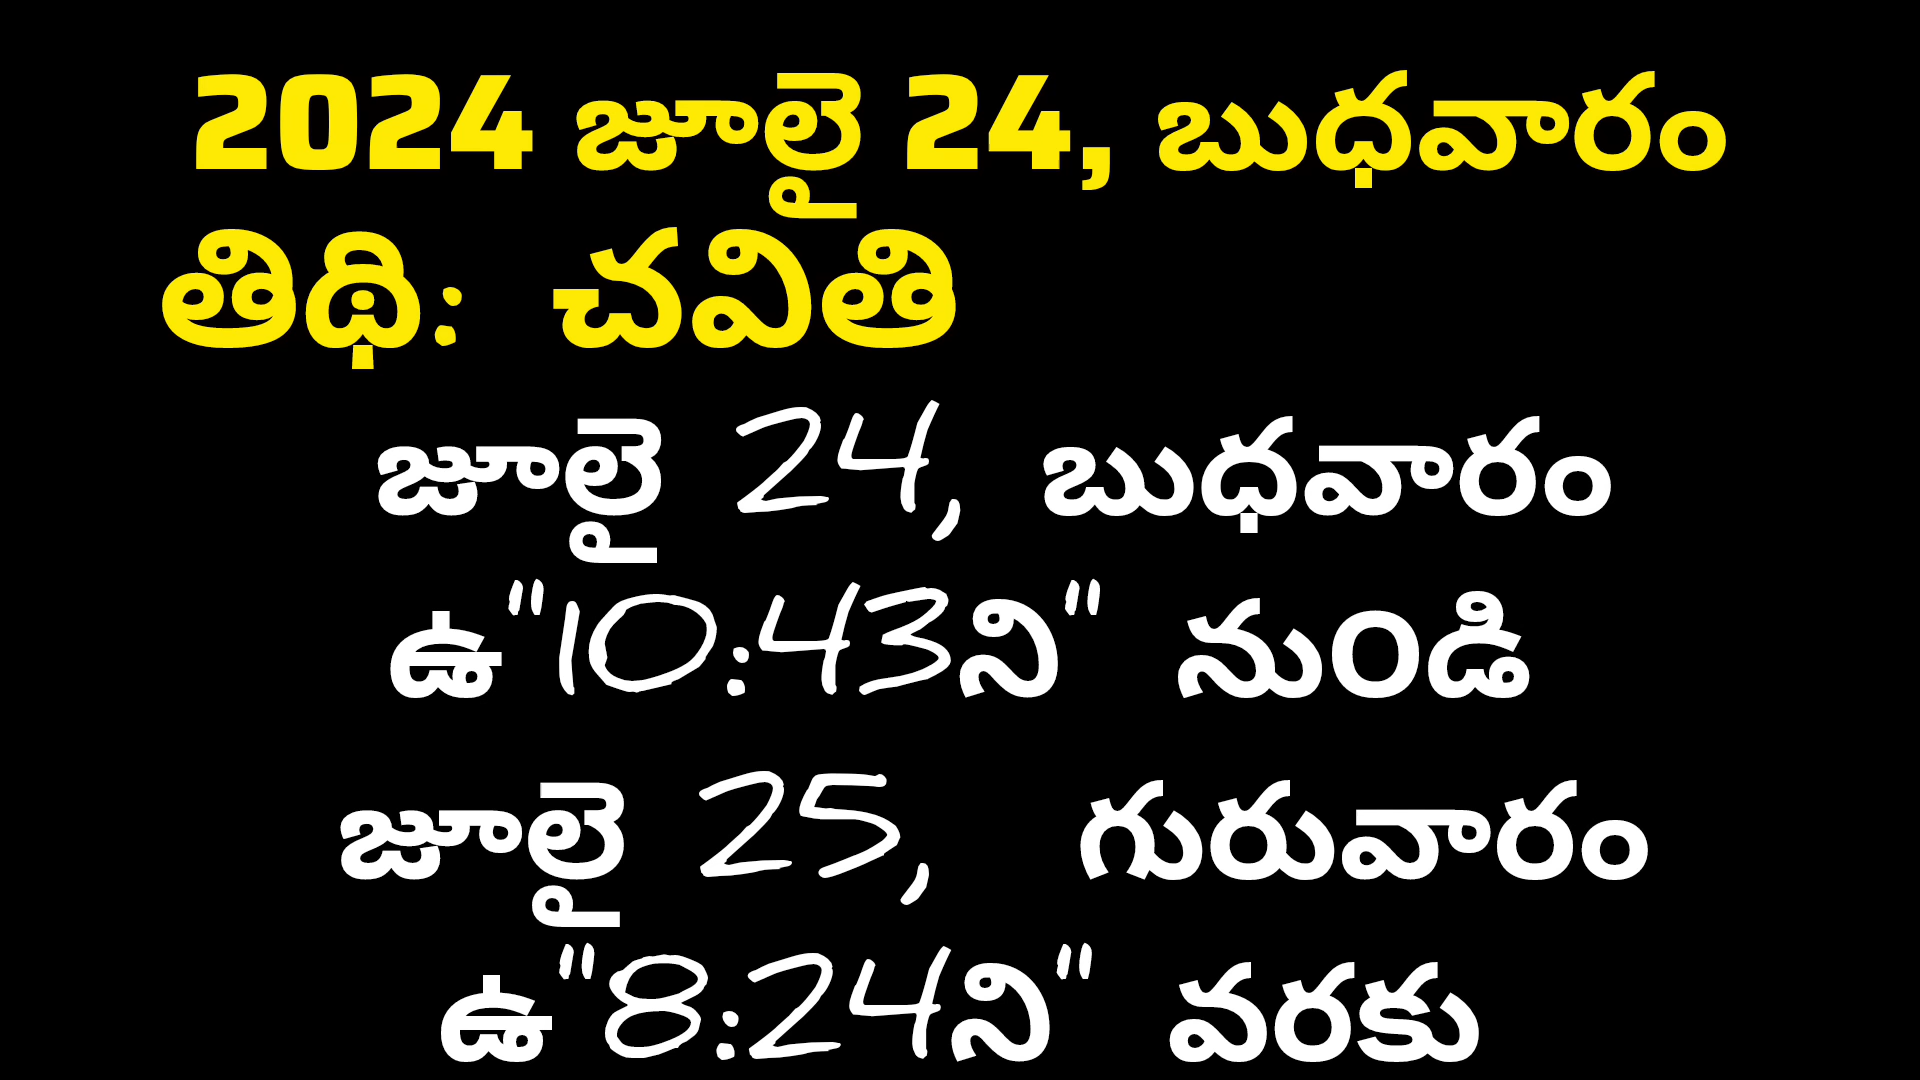 2024 జూలై 24, బుధవారం
తిథి: చవితి
జూలై 24, బుధవారం
ఉ"10:43ని" నుండి
జూలై 25, గురువారం
ఉ"8:24ని" వరకు